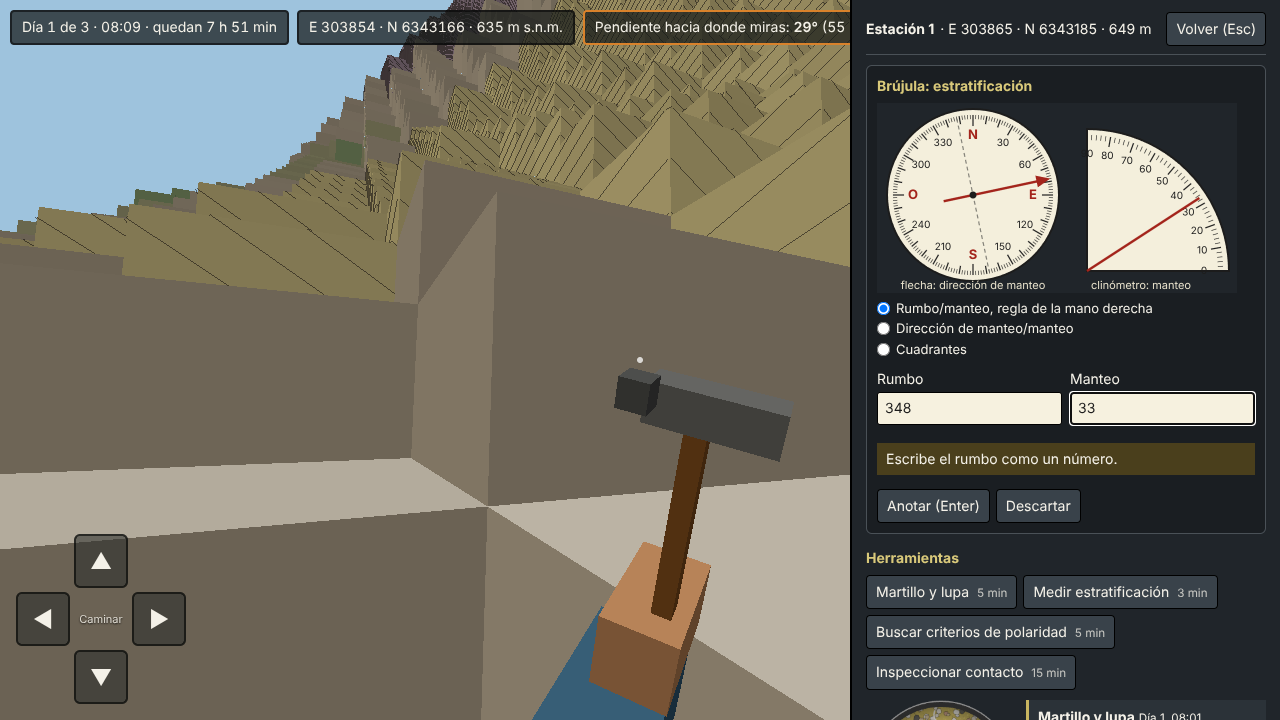 Día 1 de 3 · 08:09 · quedan 7 h 51 min
E 303854 · N 6343166 · 635 m s.n.m.
Pendiente hacia donde miras: 29° (55
Estación 1 · E 303865 · N 6343185 · 649 m
Volver (Esc)
Brújula: estratificación
N
30
60
E
120
150
S
210
240
O
300
330
80
70
60
50
40
30
20
10
flecha: dirección de manteo
clinómetro: manteo
Rumbo/manteo, regla de la mano derecha
Dirección de manteo/manteo
Cuadrantes
Rumbo
Manteo
348
33
Escribe el rumbo como un número.
Anotar (Enter)
Descartar
Herramientas
Martillo y lupa 5 min
Medir estratificación 3 min
Buscar criterios de polaridad 5 min
Inspeccionar contacto 15 min
Martillo y lupa Día 1, 08:01
Caminar